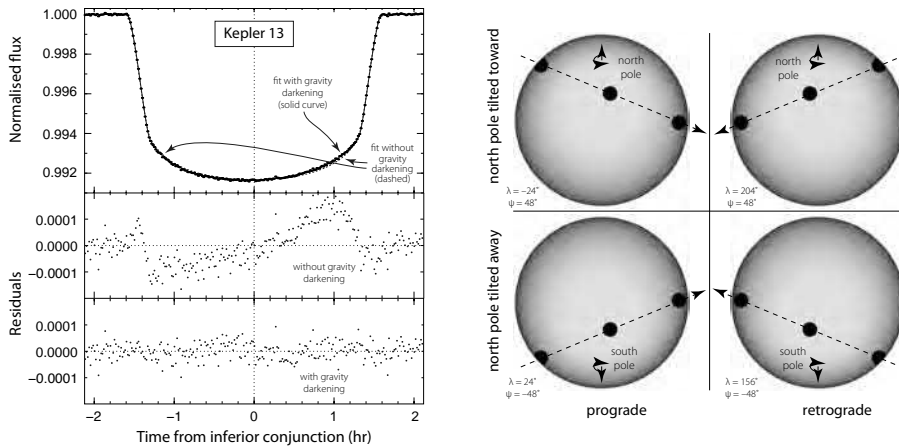 Kepler 13
Normalised flux
1.000
0.998
0.996
0.994
0.992
fit with gravity
darkening
(solid curve)
fit without
gravity
darkening
(dashed)
Residuals
0.0001
0.0000
−0.0001
without gravity
darkening
0.0001
0.0000
−0.0001
with gravity
darkening
−2 −1 0 1 2
Time from inferior conjunction (hr)
north pole tilted toward
north
pole
λ = −24°
ψ = 48°
north
pole
λ = 204°
ψ = 48°
north pole tilted away
south
pole
λ = 24°
ψ = −48°
south
pole
λ = 156°
ψ = −48°
prograde
retrograde